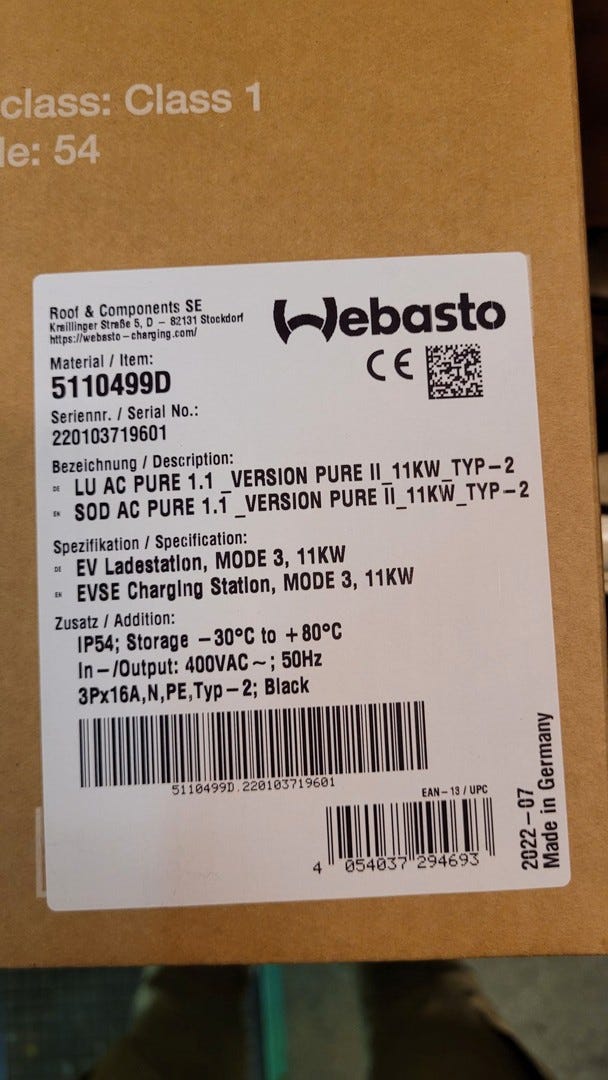 class: Class 1
54
Roof & Components SE
Kraillinger Straße 5, D – 82131 Stockdorf
https://webasto–charging.com/
Webasto
CE
Material / Item:
5110499D
Seriennr. / Serial No.:
220103719601
Bezeichnung / Description:
DE LU AC PURE 1.1 _VERSION PURE II_11KW_TYP–2
EN SOD AC PURE 1.1 _VERSION PURE II_11KW_TYP–2
Spezifikation / Specification:
DE EV Ladestation, MODE 3, 11KW
EN EVSE Charging Station, MODE 3, 11KW
Zusatz / Addition:
IP54; Storage –30°C to +80°C
In–/Output: 400VAC~; 50Hz
3Px16A,N,PE,Typ–2; Black
5110499D.220103719601
EAN–13 / UPC
4 054037 294693
2022–07
Made in Germany